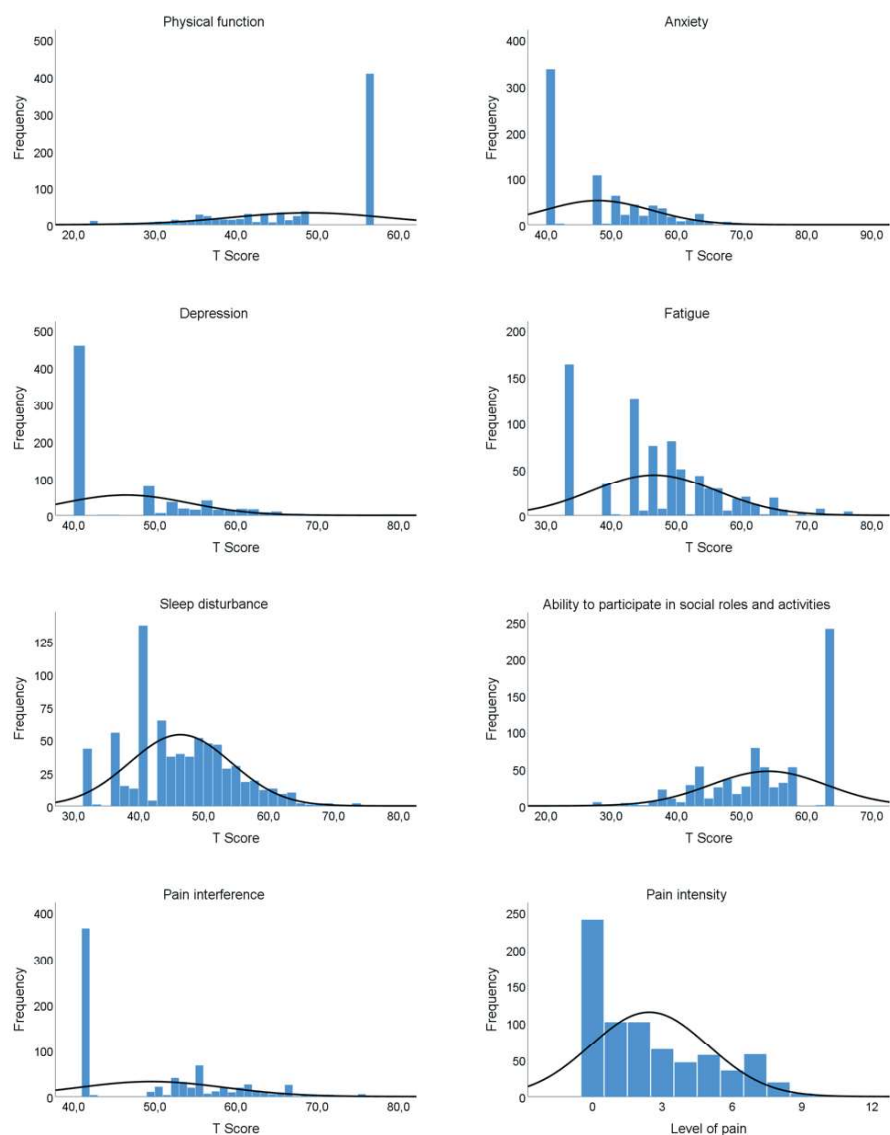 Physical function
500
400
300
200
100
0
Frequency
20,0 30,0 40,0 50,0 60,0
T Score
Anxiety
400
300
200
100
0
Frequency
40,0 50,0 60,0 70,0 80,0 90,0
T Score
Depression
500
400
300
200
100
0
Frequency
40,0 50,0 60,0 70,0 80,0
T Score
Fatigue
200
150
100
50
0
Frequency
30,0 40,0 50,0 60,0 70,0 80,0
T Score
Sleep disturbance
125
100
75
50
25
0
Frequency
30,0 40,0 50,0 60,0 70,0 80,0
T Score
Ability to participate in social roles and activities
250
200
150
100
50
0
Frequency
20,0 30,0 40,0 50,0 60,0 70,0
T Score
Pain interference
400
300
200
100
0
Frequency
40,0 50,0 60,0 70,0 80,0
T Score
Pain intensity
250
200
150
100
50
0
Frequency
0 3 6 9 12
Level of pain